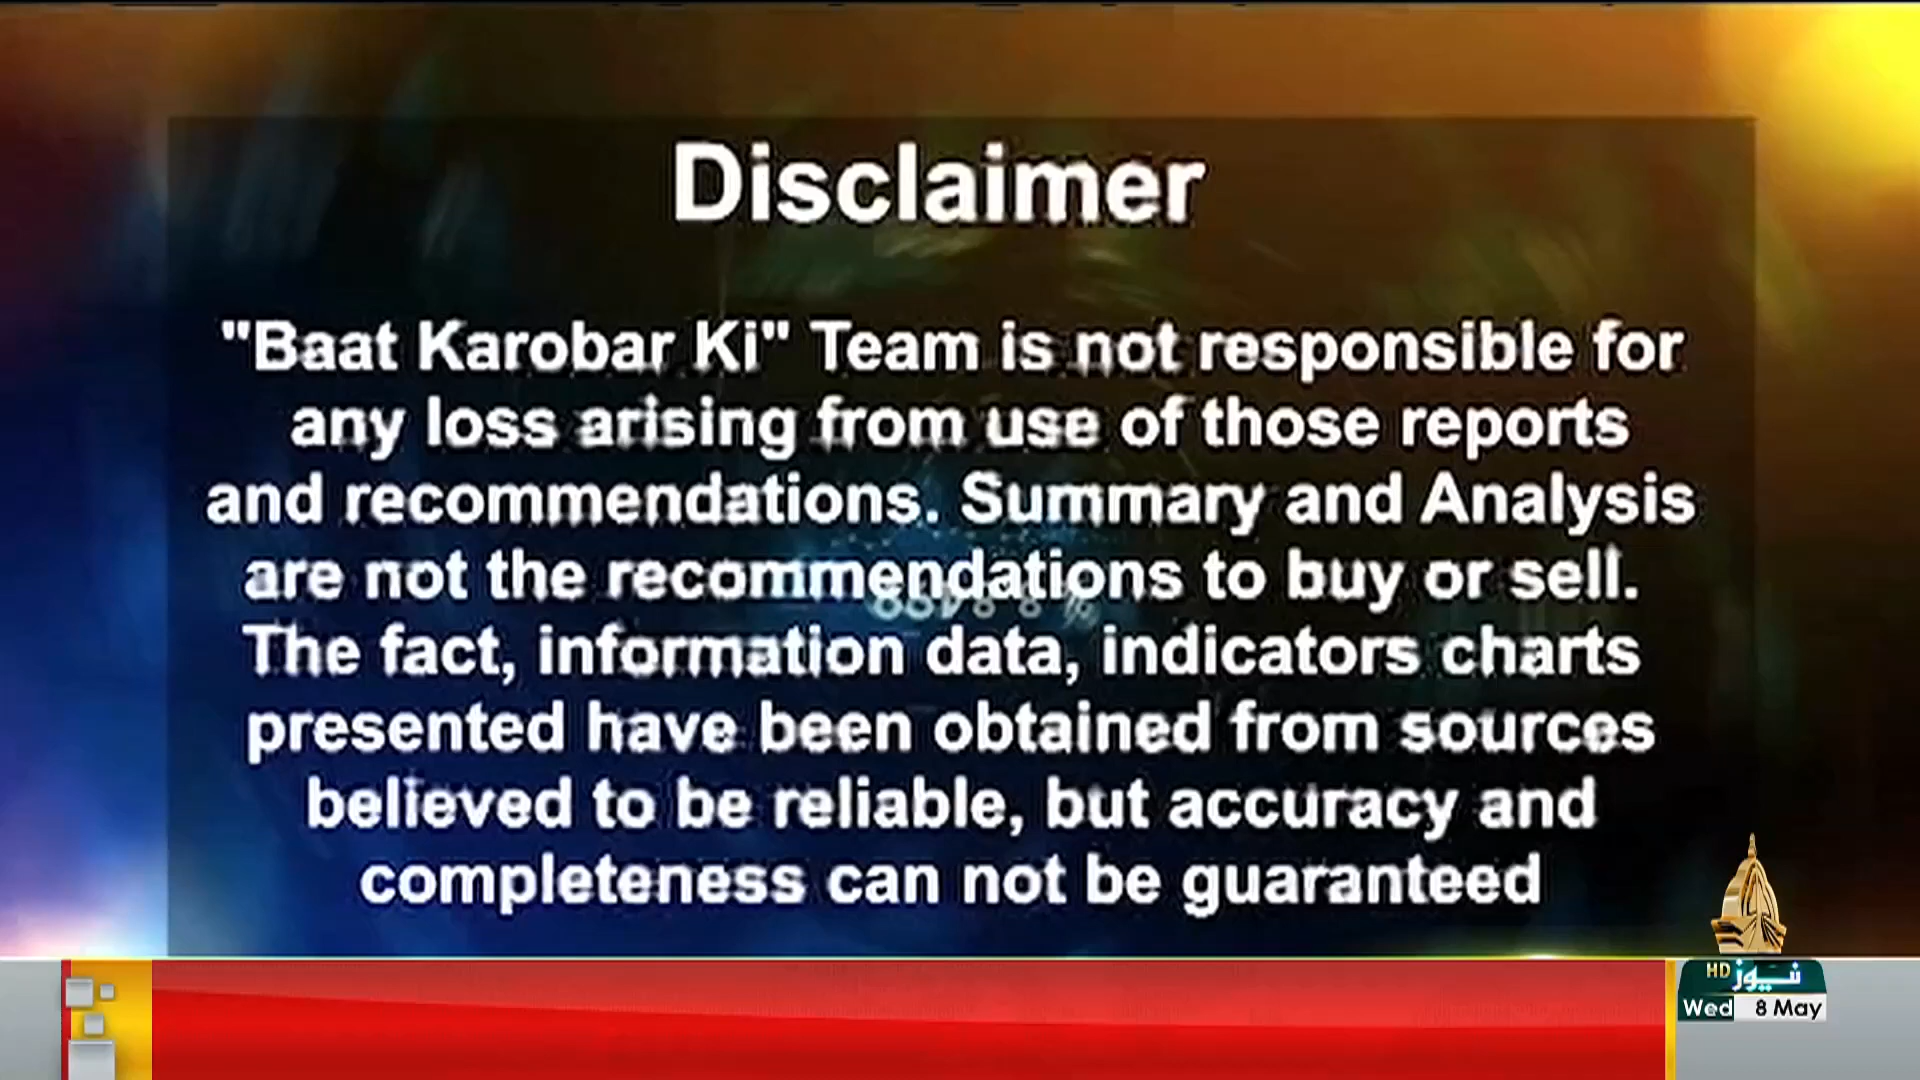 Disclaimer
"Baat Karobar Ki" Team is not responsible for
any loss arising from use of those reports
and recommendations. Summary and Analysis
are not the recommendations to buy or sell.
The fact, information data, indicators charts
presented have been obtained from sources
believed to be reliable, but accuracy and
completeness can not be guaranteed
HD نیوز
Wed 8 May